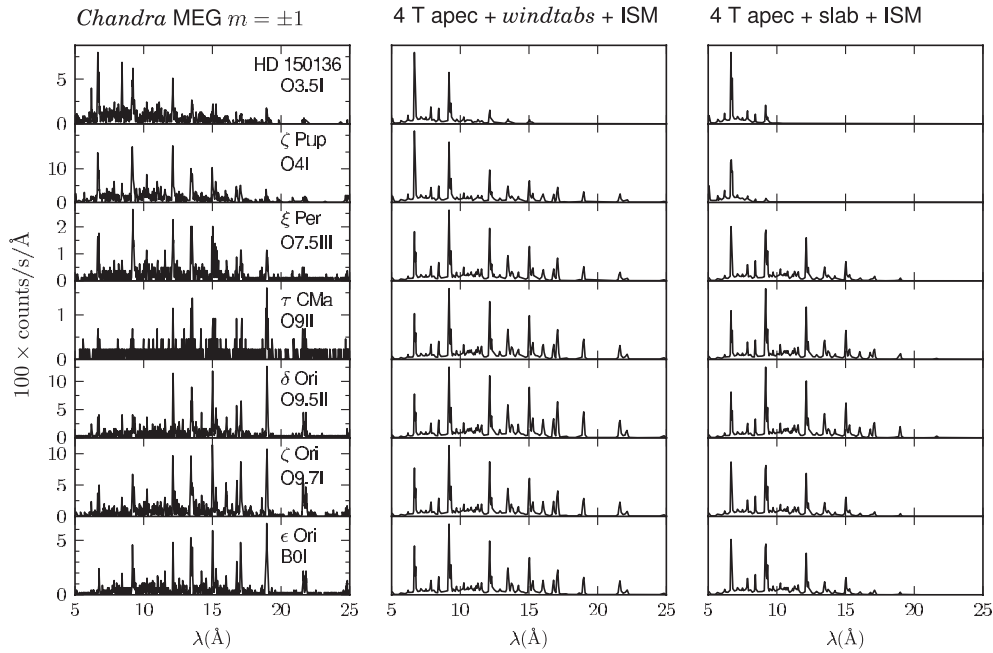 Chandra MEG m = ±1
4 T apec + windtabs + ISM
4 T apec + slab + ISM
100 × counts/s/Å
HD 150136
O3.5I
5
0
ζ Pup
O4I
10
0
ξ Per
O7.5III
2
1
0
τ CMa
O9II
1
0
δ Ori
O9.5II
10
5
0
ζ Ori
O9.7I
10
5
0
ϵ Ori
B0I
5
0
5 10 15 20 25
5 10 15 20 25
5 10 15 20 25
λ(Å)
λ(Å)
λ(Å)